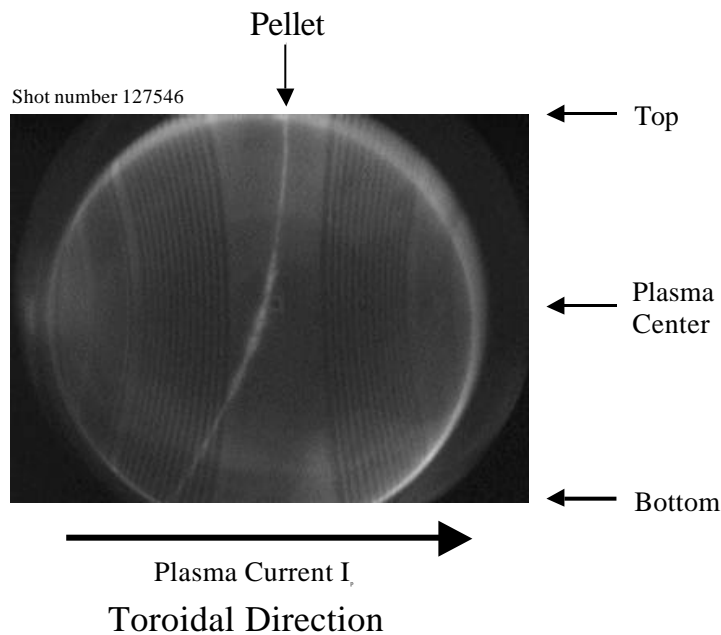 Pellet
Shot number 127546
Top
Plasma
Center
Bottom
Plasma Current I
Toroidal Direction